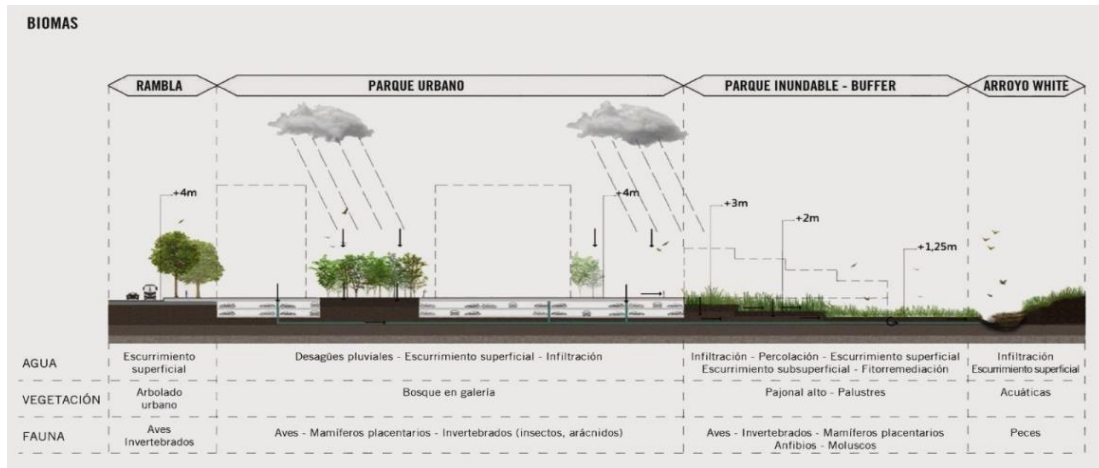 BIOMAS
RAMBLA
PARQUE URBANO
PARQUE INUNDABLE - BUFFER
ARROYO WHITE
+4m
+4m
+3m
+2m
+1,25m
AGUA
Escurrimiento
superficial
Desagües pluviales - Escurrimiento superficial - Infiltración
Infiltración - Percolación - Escurrimiento superficial
Escurrimiento subsuperficial - Fitorremediación
Infiltración
Escurrimiento superficial
VEGETACIÓN
Arbolado
urbano
Bosque en galería
Pajonal alto - Palustres
Acuáticas
FAUNA
Aves
Invertebrados
Aves - Mamíferos placentarios - Invertebrados (insectos, arácnidos)
Aves - Invertebrados - Mamíferos placentarios
Anfibios - Moluscos
Peces